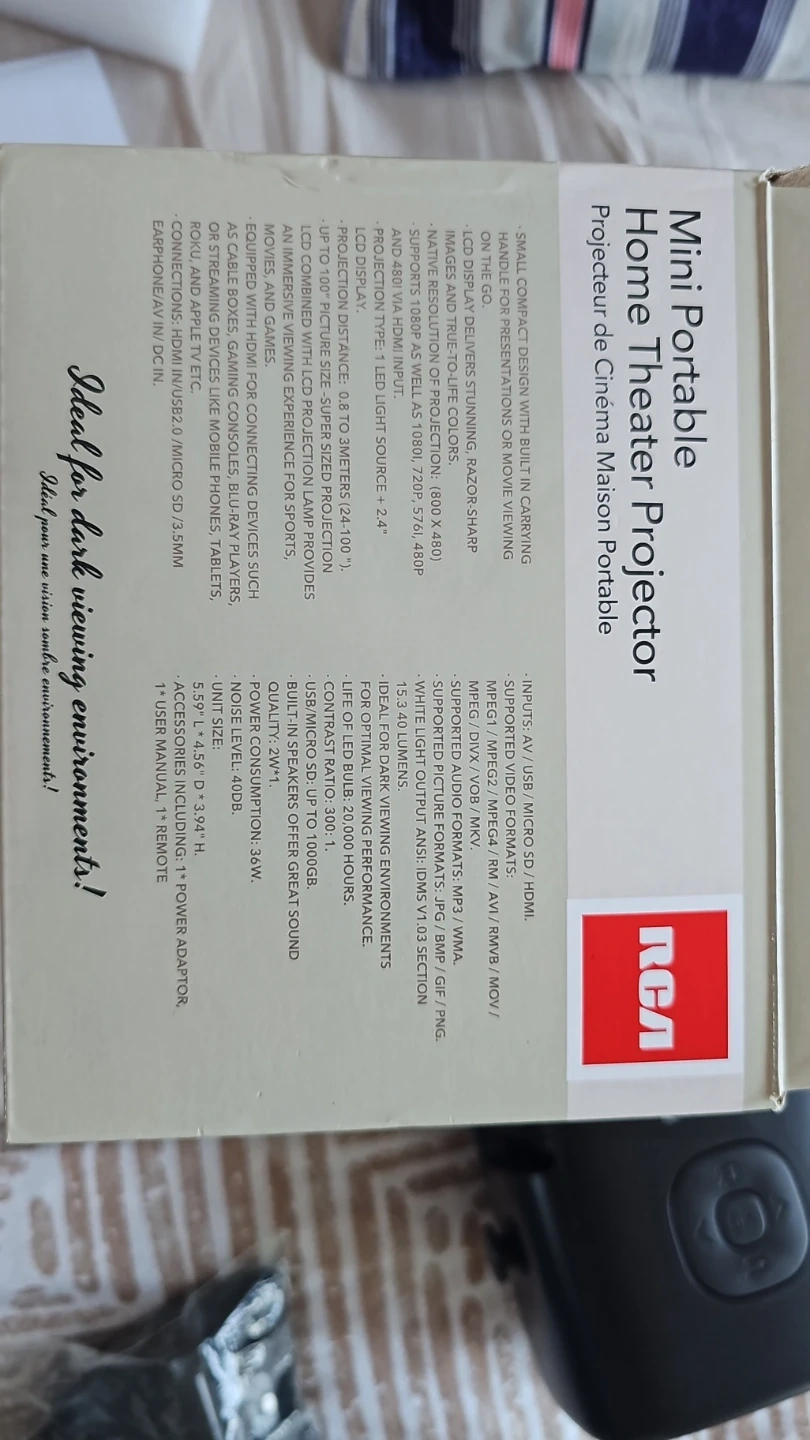 Mini Portable
Home Theater Projector
Projecteur de Cinéma Maison Portable
RCA
· SMALL COMPACT DESIGN WITH BUILT IN CARRYING
HANDLE FOR PRESENTATIONS OR MOVIE VIEWING
ON THE GO.
· LCD DISPLAY DELIVERS STUNNING, RAZOR-SHARP
IMAGES AND TRUE-TO-LIFE COLORS.
· NATIVE RESOLUTION OF PROJECTION: (800 X 480)
· SUPPORTS 1080P AS WELL AS 1080I, 720P, 576I, 480P
AND 480I VIA HDMI INPUT.
· PROJECTION TYPE: 1 LED LIGHT SOURCE + 2.4"
LCD DISPLAY.
· PROJECTION DISTANCE: 0.8 TO 3METERS (24-100 ").
· UP TO 100" PICTURE SIZE -SUPER SIZED PROJECTION
LCD COMBINED WITH LCD PROJECTION LAMP PROVIDES
AN IMMERSIVE VIEWING EXPERIENCE FOR SPORTS,
MOVIES, AND GAMES.
· EQUIPPED WITH HDMI FOR CONNECTING DEVICES SUCH
AS CABLE BOXES, GAMING CONSOLES, BLU-RAY PLAYERS,
OR STREAMING DEVICES LIKE MOBILE PHONES, TABLETS,
ROKU, AND APPLE TV ETC.
· CONNECTIONS: HDMI IN/USB2.0 /MICRO SD /3.5MM
EARPHONE/AV IN/ DC IN.
· INPUTS: AV / USB / MICRO SD / HDMI.
· SUPPORTED VIDEO FORMATS:
MPEG1 / MPEG2 / MPEG4 / RM / AVI / RMVB / MOV /
MPEG / DIVX / VOB / MKV.
· SUPPORTED AUDIO FORMATS: MP3 / WMA.
· SUPPORTED PICTURE FORMATS: JPG / BMP / GIF / PNG.
· WHITE LIGHT OUTPUT ANSI: IDMS V1.03 SECTION
15.3 40 LUMENS.
· IDEAL FOR DARK VIEWING ENVIRONMENTS
FOR OPTIMAL VIEWING PERFORMANCE.
· LIFE OF LED BULB: 20,000 HOURS.
· CONTRAST RATIO: 300: 1.
· USB/MICRO SD: UP TO 1000GB.
· BUILT-IN SPEAKERS OFFER GREAT SOUND
QUALITY: 2W*1.
· POWER CONSUMPTION: 36W.
· NOISE LEVEL: 40DB.
· UNIT SIZE:
5.59" L * 4.56" D * 3.94" H.
· ACCESSORIES INCLUDING: 1* POWER ADAPTOR,
1* USER MANUAL, 1* REMOTE
Ideal for dark viewing environments!
Idéal pour une vision sombre environnements!